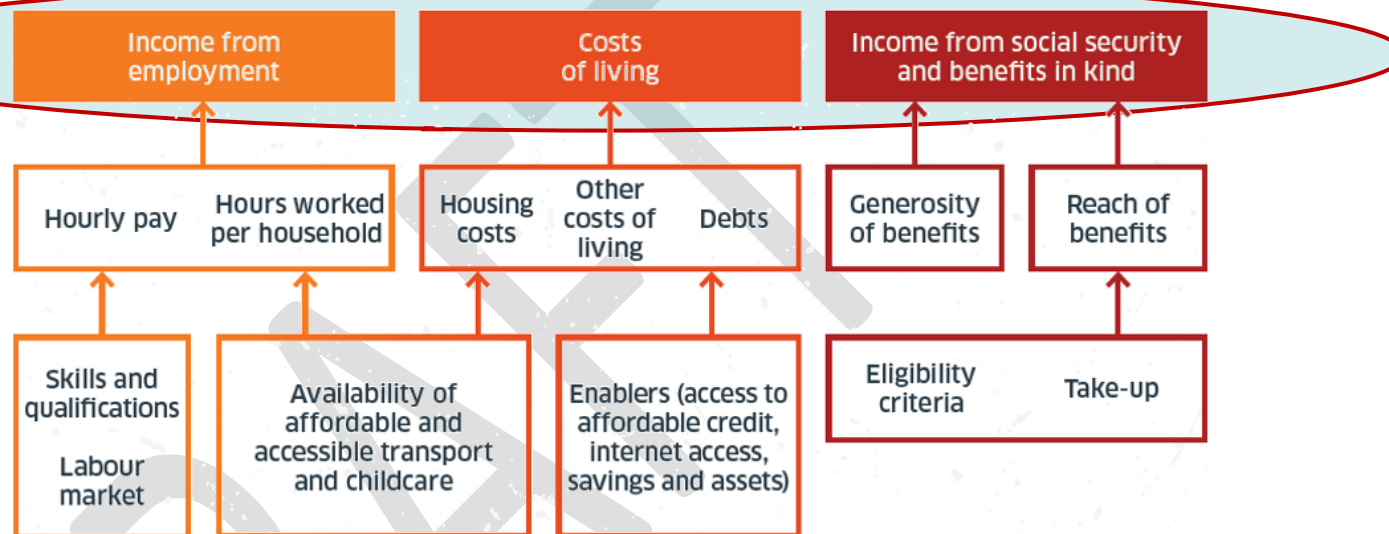 Income from
employment
Costs
of living
Income from social security
and benefits in kind
Hourly pay
Hours worked
per household
Housing
costs
Other
costs of
living
Debts
Generosity
of benefits
Reach of
benefits
Skills and
qualifications
Labour
market
Availability of
affordable and
accessible transport
and childcare
Enablers (access to
affordable credit,
internet access,
savings and assets)
Eligibility
criteria
Take-up
DRAFT